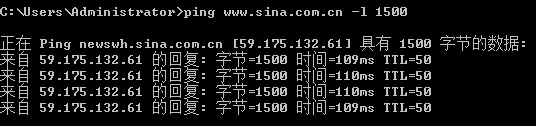 C:\Users\Administrator>ping www.sina.com.cn -l 1500
正在 Ping newswh.sina.com.cn [59.175.132.61] 具有 1500 字节的数据:
来自 59.175.132.61 的回复: 字节=1500 时间=109ms TTL=50
来自 59.175.132.61 的回复: 字节=1500 时间=110ms TTL=50
来自 59.175.132.61 的回复: 字节=1500 时间=110ms TTL=50
来自 59.175.132.61 的回复: 字节=1500 时间=109ms TTL=50